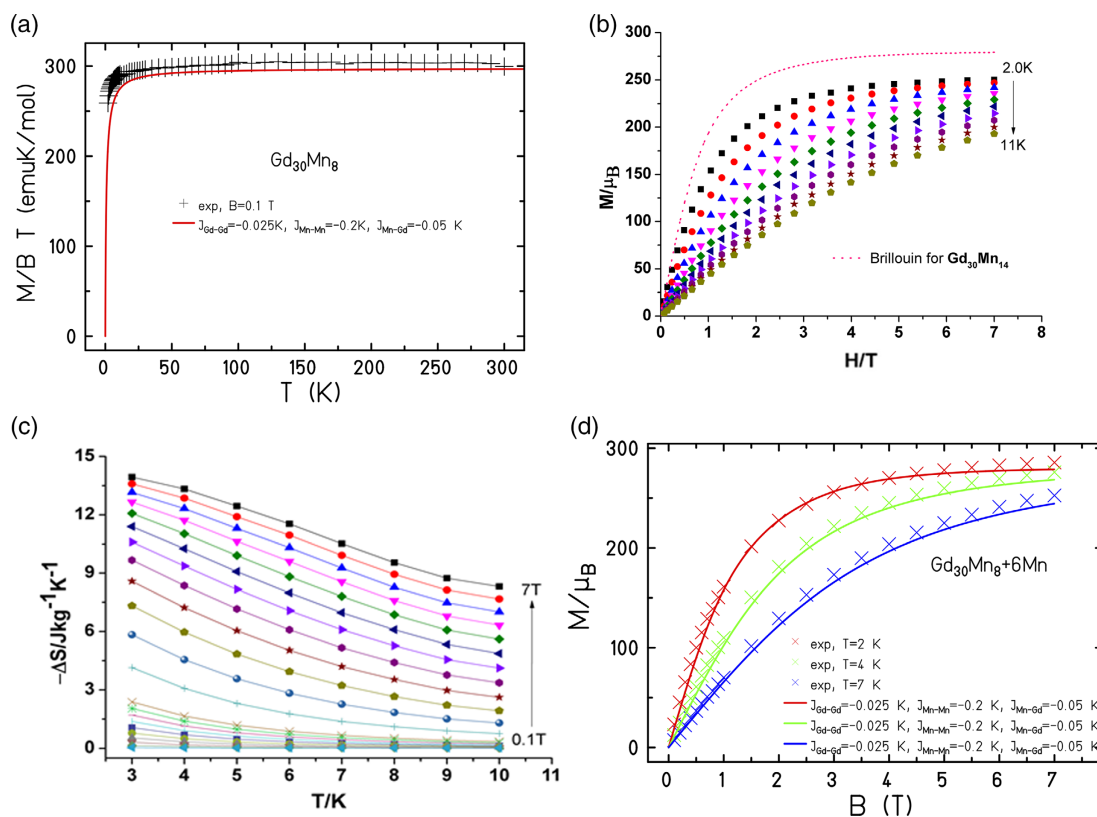 (a)
M/B T (emuK/mol)
300
200
100
0
Gd30Mn8
exp, B=0.1 T
JGd-Gd=-0.025K, JMn-Mn=-0.2K, JMn-Gd=-0.05 K
0 50 100 150 200 250 300
T (K)
(b)
M/μB
300
250
200
150
100
50
0
2.0K
11K
Brillouin for Gd30Mn14
0 1 2 3 4 5 6 7 8
H/T
(c)
-ΔS/Jkg-1K-1
15
12
9
6
3
0
7T
0.1T
3 4 5 6 7 8 9 10 11
T/K
(d)
M/μB
300
200
100
0
Gd30Mn8+6Mn
exp, T=2 K
exp, T=4 K
exp, T=7 K
JGd-Gd=-0.025 K, JMn-Mn=-0.2 K, JMn-Gd=-0.05 K
JGd-Gd=-0.025 K, JMn-Mn=-0.2 K, JMn-Gd=-0.05 K
JGd-Gd=-0.025 K, JMn-Mn=-0.2 K, JMn-Gd=-0.05 K
0 1 2 3 4 5 6 7
B (T)